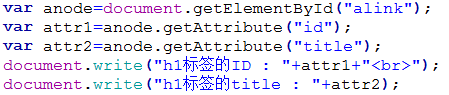 var anode=document.getElementById("alink");
var attr1=anode.getAttribute("id");
var attr2=anode.getAttribute("title");
document.write("h1标签的ID : "+attr1+"<br>");
document.write("h1标签的title : "+attr2);